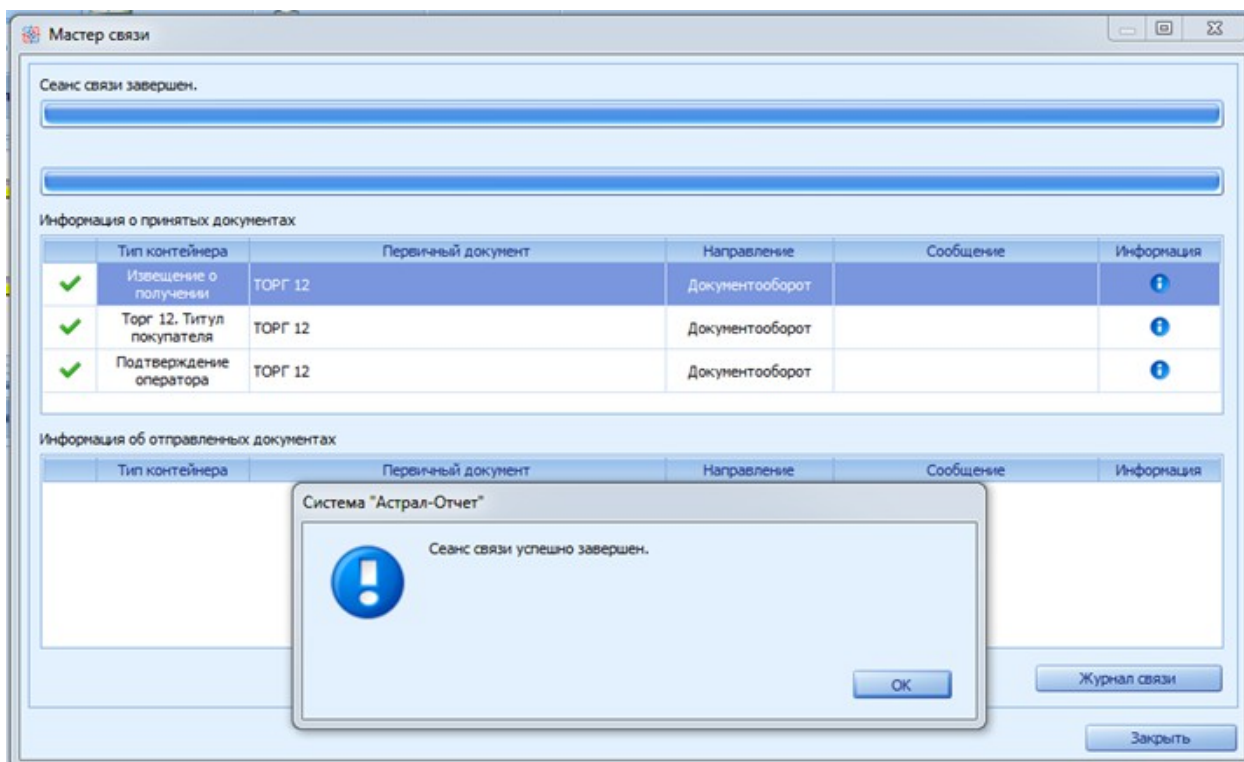 Мастер связи
Сеанс связи завершен.
Информация о принятых документах
Тип контейнера Первичный документ Направление Сообщение Информация
Извещение о
получении ТОРГ 12 Документооборот
Торг 12. Титул
покупателя ТОРГ 12 Документооборот
Подтверждение
оператора ТОРГ 12 Документооборот
Информация об отправленных документах
Тип контейнера Первичный документ Направление Сообщение Информация
Система "Астрал-Отчет"
Сеанс связи успешно завершен.
OK
Журнал связи
Закрыть